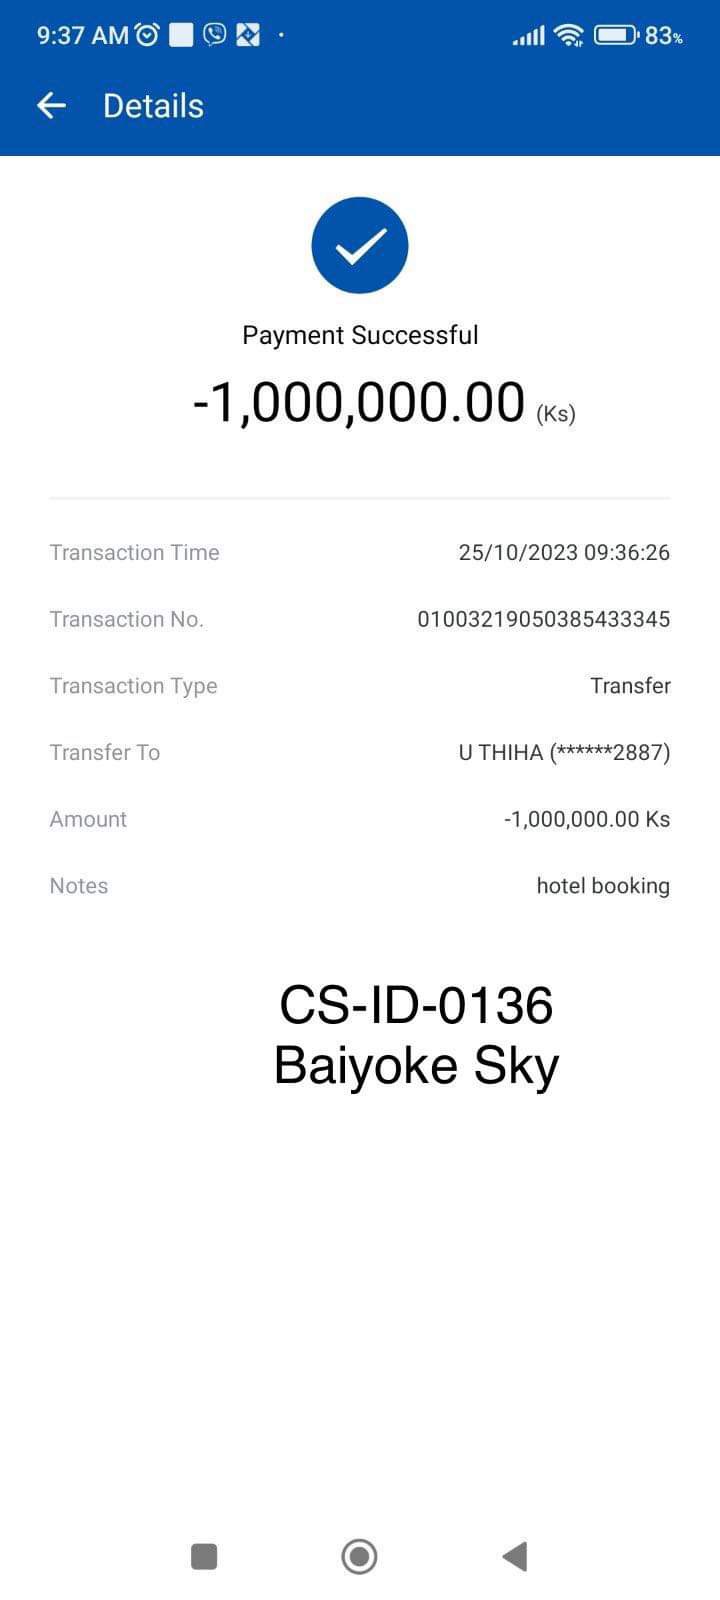 9:37 AM 83%
Details
Payment Successful
-1,000,000.00 (Ks)
Transaction Time 25/10/2023 09:36:26
Transaction No. 01003219050385433345
Transaction Type Transfer
Transfer To U THIHA (******2887)
Amount -1,000,000.00 Ks
Notes hotel booking
CS-ID-0136
Baiyoke Sky